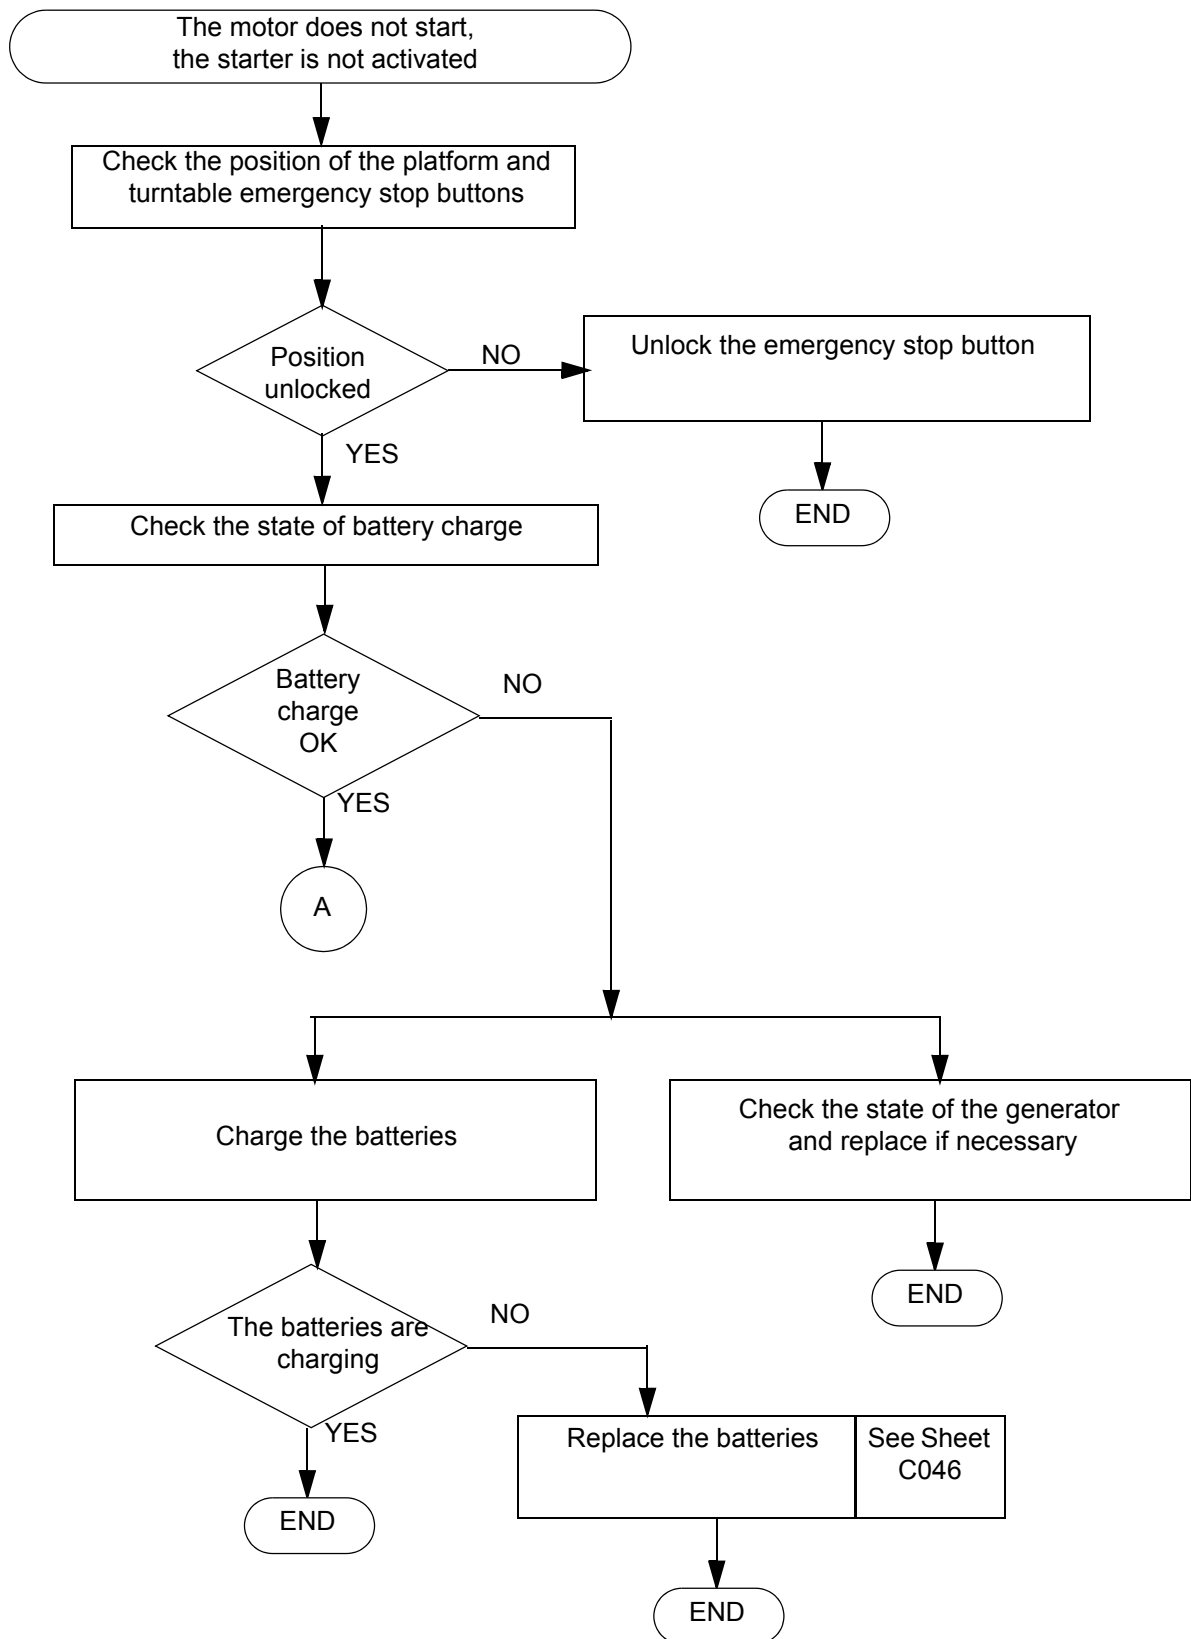 The motor does not start,
the starter is not activated
Check the position of the platform and
turntable emergency stop buttons
Position
unlocked
NO
Unlock the emergency stop button
YES
END
Check the state of battery charge
Battery
charge
OK
NO
YES
A
Charge the batteries
Check the state of the generator
and replace if necessary
END
The batteries are
charging
NO
YES
Replace the batteries
See Sheet
C046
END
END